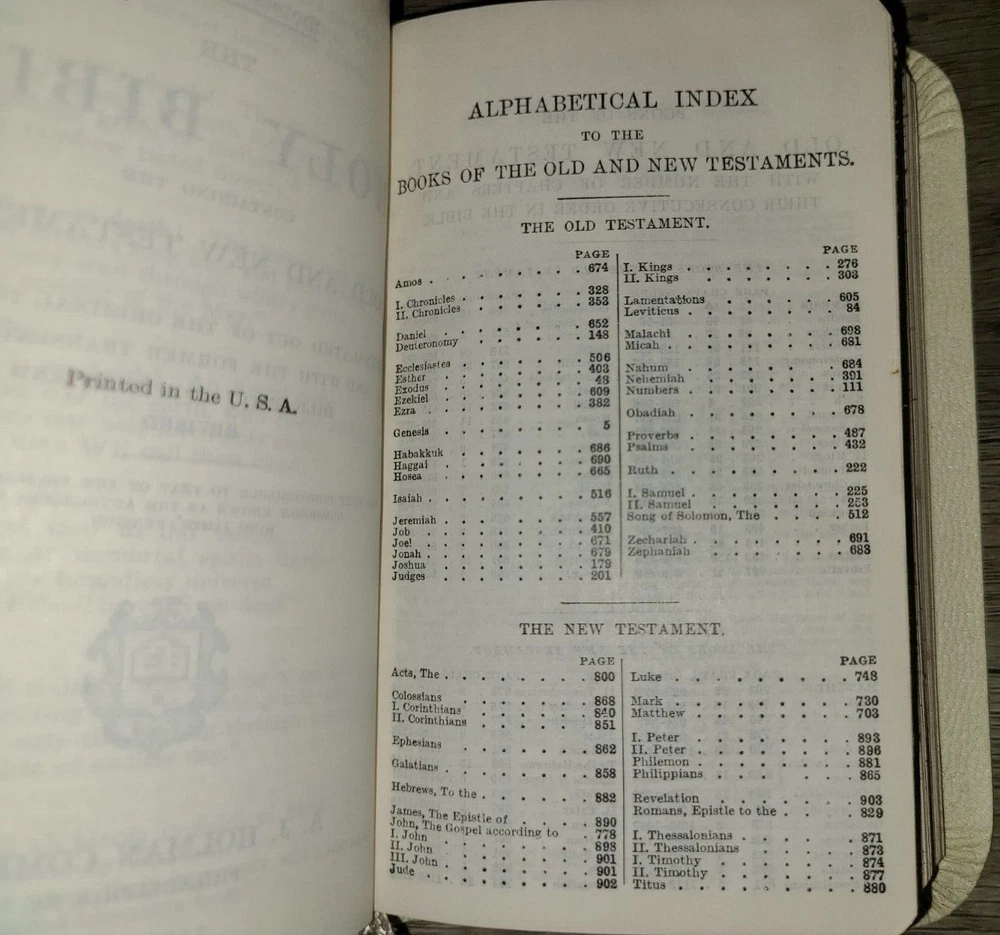 Printed in the U. S. A.
ALPHABETICAL INDEX
TO THE
BOOKS OF THE OLD AND NEW TESTAMENTS.
THE OLD TESTAMENT.
PAGE
Amos . . . . . . . . 674
I. Chronicles . . . . . . . 328
II. Chronicles . . . . . . . 353
Daniel . . . . . . . 652
Deuteronomy . . . . . . . 148
Ecclesiastes . . . . . . . 506
Esther . . . . . . . 403
Exodus . . . . . . . 48
Ezekiel . . . . . . . 609
Ezra . . . . . . . . 382
Genesis . . . . . . . 5
Habakkuk . . . . . . . 686
Haggai . . . . . . . 690
Hosea . . . . . . . 665
Isaiah . . . . . . . . 516
Jeremiah . . . . . . . 557
Job . . . . . . . . 410
Joel . . . . . . . . 671
Jonah . . . . . . . . 679
Joshua . . . . . . . 179
Judges . . . . . . . 201
PAGE
I. Kings . . . . . . . 276
II. Kings . . . . . . . 303
Lamentations . . . . . . 605
Leviticus . . . . . . . 84
Malachi . . . . . . . 698
Micah . . . . . . . . 681
Nahum . . . . . . . 684
Nehemiah . . . . . . . 391
Numbers . . . . . . . 111
Obadiah . . . . . . . 678
Proverbs . . . . . . . 487
Psalms . . . . . . . 432
Ruth . . . . . . . . 222
I. Samuel . . . . . . . 225
II. Samuel . . . . . . . 253
Song of Solomon, The . . . . 512
Zechariah . . . . . . . 691
Zephaniah . . . . . . . 683
THE NEW TESTAMENT.
PAGE
Acts, The . . . . . . . 800
Colossians . . . . . . . 868
I. Corinthians . . . . . . 840
II. Corinthians . . . . . . 851
Ephesians . . . . . . . 862
Galatians . . . . . . . 858
Hebrews, To the . . . . . 882
James, The Epistle of . . . . 890
John, The Gospel according to . . 778
I. John . . . . . . . . 898
II. John . . . . . . . 901
III. John . . . . . . . 901
Jude . . . . . . . . 902
PAGE
Luke . . . . . . . . 748
Mark . . . . . . . . 730
Matthew . . . . . . . 703
I. Peter . . . . . . . 893
II. Peter . . . . . . . 896
Philemon . . . . . . . 881
Philippians . . . . . . 865
Revelation . . . . . . . 903
Romans, Epistle to the . . . 829
I. Thessalonians . . . . . 871
II. Thessalonians . . . . . 873
I. Timothy . . . . . . . 874
II. Timothy . . . . . . . 877
Titus . . . . . . . . 880